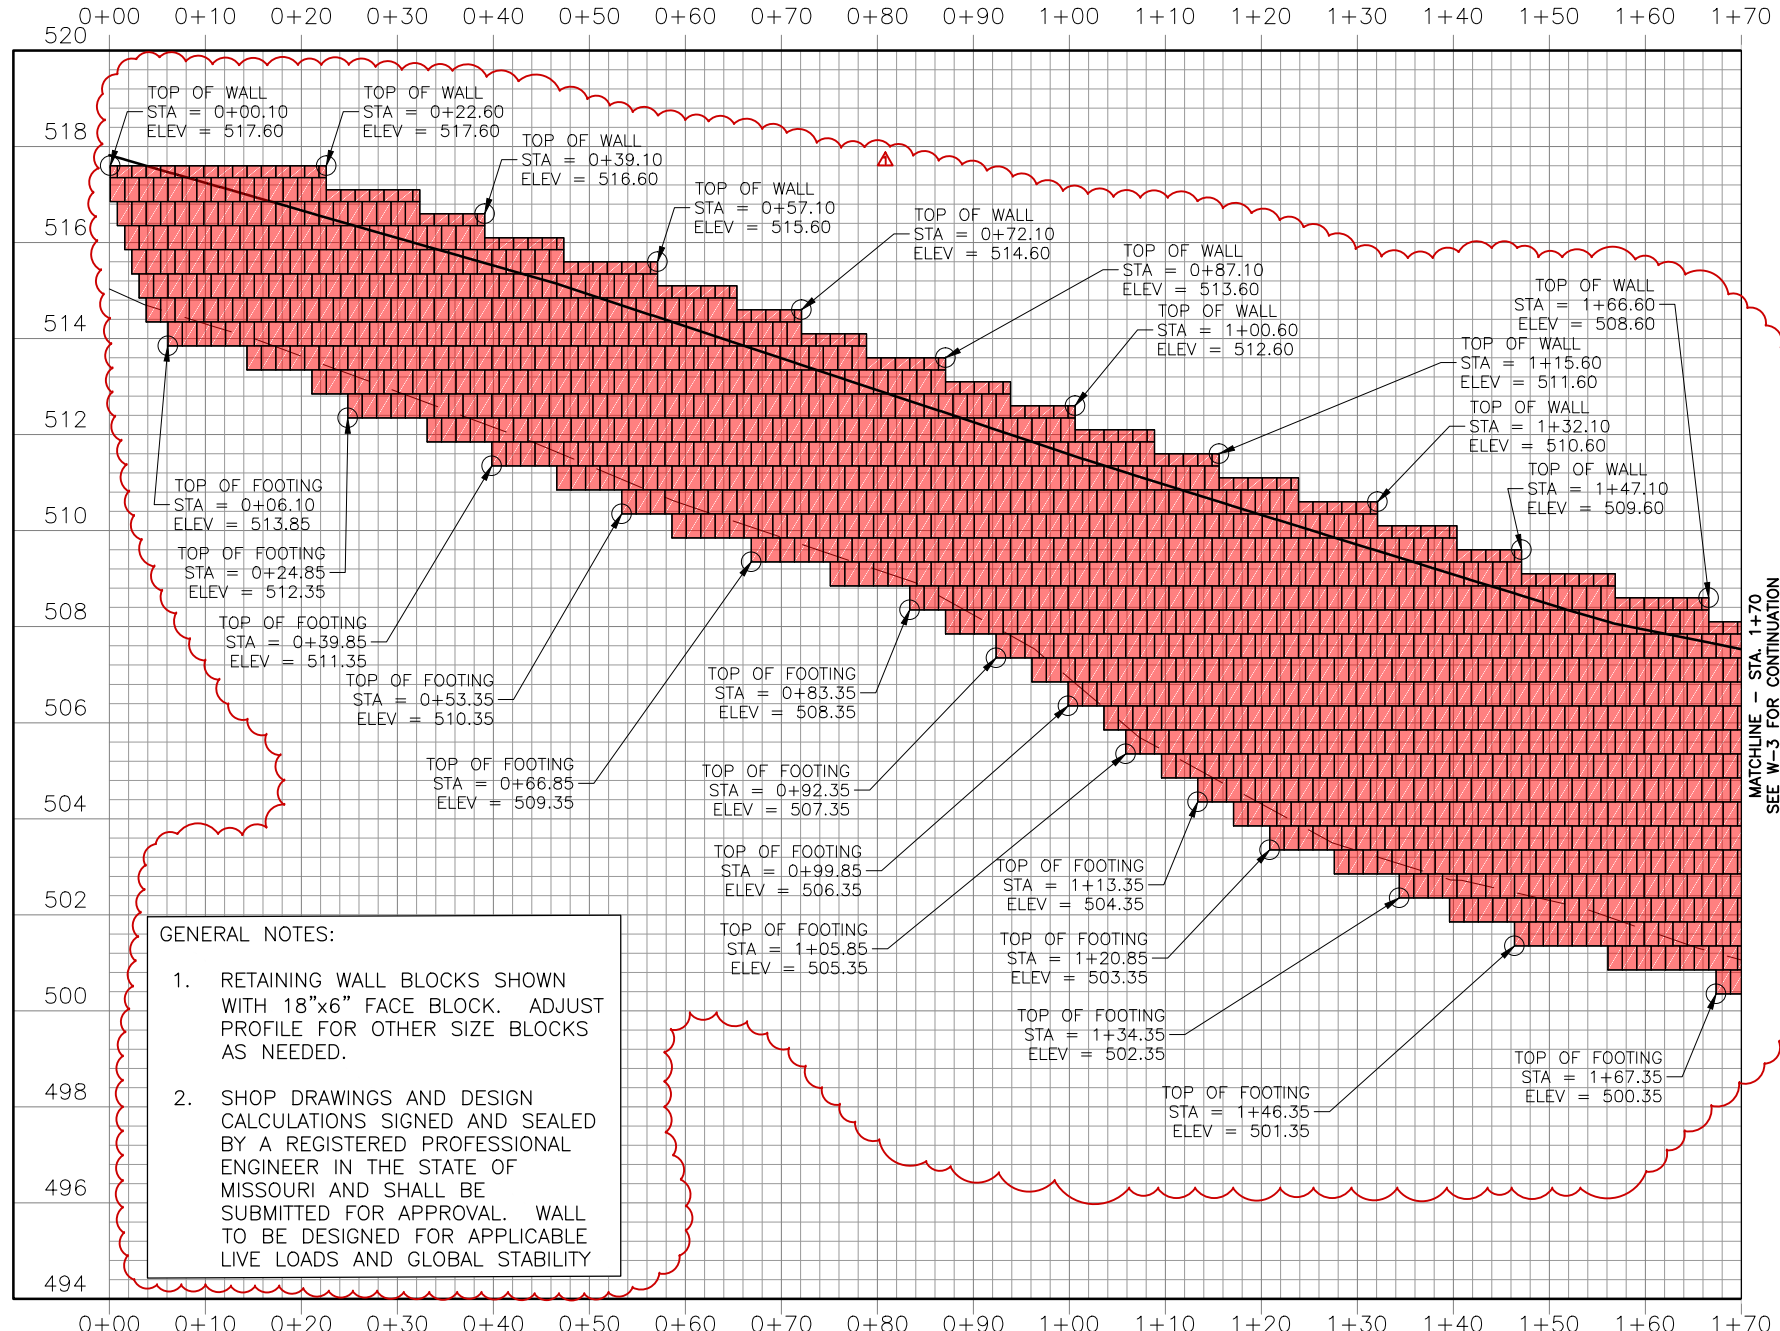 0+00 0+10 0+20 0+30 0+40 0+50 0+60 0+70 0+80 0+90 1+00 1+10 1+20 1+30 1+40 1+50 1+60 1+70
520
518
516
514
512
510
508
506
504
502
500
498
496
494
TOP OF WALL
STA = 0+00.10
ELEV = 517.60
TOP OF WALL
STA = 0+22.60
ELEV = 517.60
TOP OF WALL
STA = 0+39.10
ELEV = 516.60
TOP OF WALL
STA = 0+57.10
ELEV = 515.60
TOP OF WALL
STA = 0+72.10
ELEV = 514.60
TOP OF WALL
STA = 0+87.10
ELEV = 513.60
TOP OF WALL
STA = 1+00.60
ELEV = 512.60
TOP OF WALL
STA = 1+15.60
ELEV = 511.60
TOP OF WALL
STA = 1+32.10
ELEV = 510.60
TOP OF WALL
STA = 1+47.10
ELEV = 509.60
TOP OF WALL
STA = 1+66.60
ELEV = 508.60
1
TOP OF FOOTING
STA = 0+06.10
ELEV = 513.85
TOP OF FOOTING
STA = 0+24.85
ELEV = 512.35
TOP OF FOOTING
STA = 0+39.85
ELEV = 511.35
TOP OF FOOTING
STA = 0+53.35
ELEV = 510.35
TOP OF FOOTING
STA = 0+66.85
ELEV = 509.35
TOP OF FOOTING
STA = 0+83.35
ELEV = 508.35
TOP OF FOOTING
STA = 0+92.35
ELEV = 507.35
TOP OF FOOTING
STA = 0+99.85
ELEV = 506.35
TOP OF FOOTING
STA = 1+05.85
ELEV = 505.35
TOP OF FOOTING
STA = 1+13.35
ELEV = 504.35
TOP OF FOOTING
STA = 1+20.85
ELEV = 503.35
TOP OF FOOTING
STA = 1+34.35
ELEV = 502.35
TOP OF FOOTING
STA = 1+46.35
ELEV = 501.35
TOP OF FOOTING
STA = 1+67.35
ELEV = 500.35
MATCHLINE - STA. 1+70
SEE W-3 FOR CONTINUATION
GENERAL NOTES:
1. RETAINING WALL BLOCKS SHOWN
WITH 18"x6" FACE BLOCK. ADJUST
PROFILE FOR OTHER SIZE BLOCKS
AS NEEDED.
2. SHOP DRAWINGS AND DESIGN
CALCULATIONS SIGNED AND SEALED
BY A REGISTERED PROFESSIONAL
ENGINEER IN THE STATE OF
MISSOURI AND SHALL BE
SUBMITTED FOR APPROVAL. WALL
TO BE DESIGNED FOR APPLICABLE
LIVE LOADS AND GLOBAL STABILITY
0+00 0+10 0+20 0+30 0+40 0+50 0+60 0+70 0+80 0+90 1+00 1+10 1+20 1+30 1+40 1+50 1+60 1+70